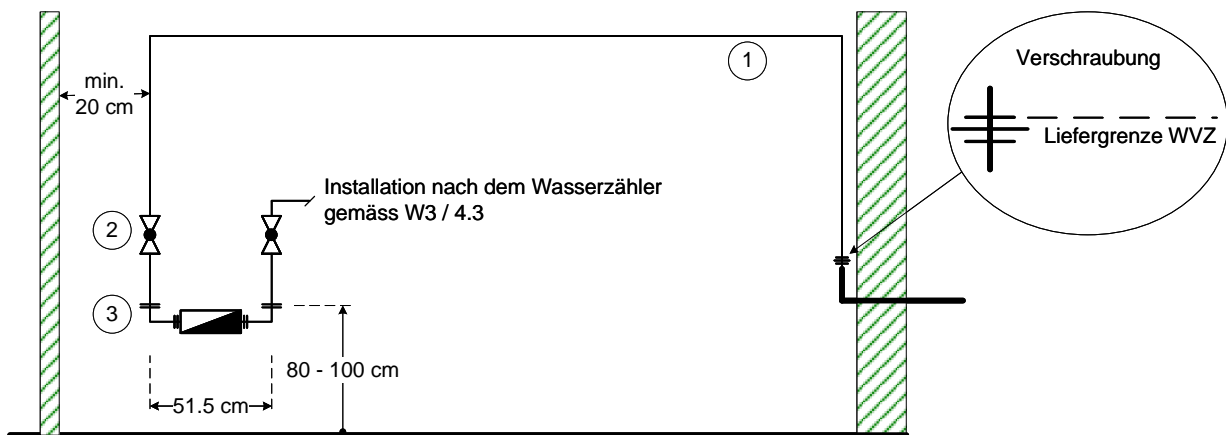 1
Verschraubung
Liefergrenze WVZ
min.
20 cm
Installation nach dem Wasserzähler
gemäss W3 / 4.3
2
3
80 - 100 cm
51.5 cm